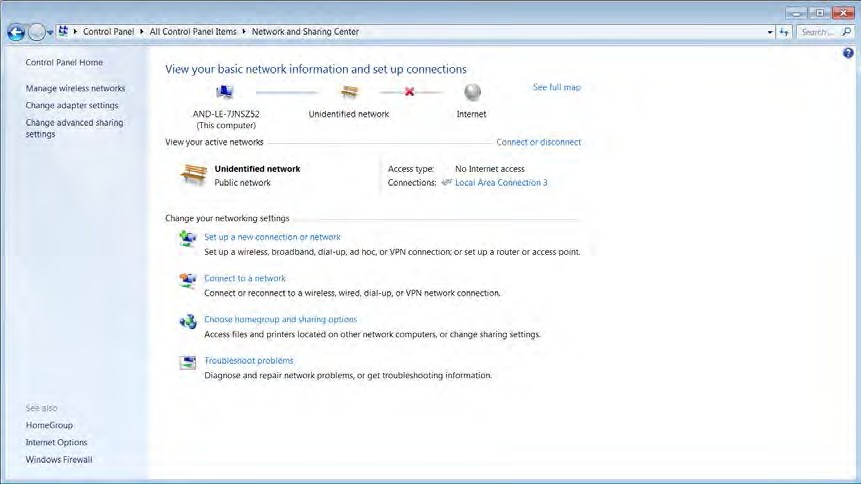 Control Panel ▸ All Control Panel Items ▸ Network and Sharing Center
Search...
Control Panel Home
Manage wireless networks
Change adapter settings
Change advanced sharing
settings
View your basic network information and set up connections
See full map
AND-LE-7JNSZ52
(This computer)
Unidentified network
Internet
View your active networks
Connect or disconnect
Unidentified network
Public network
Access type: No Internet access
Connections: Local Area Connection 3
Change your networking settings
Set up a new connection or network
Set up a wireless, broadband, dial-up, ad hoc, or VPN connection; or set up a router or access point.
Connect to a network
Connect or reconnect to a wireless, wired, dial-up, or VPN network connection.
Choose homegroup and sharing options
Access files and printers located on other network computers, or change sharing settings.
Troubleshoot problems
Diagnose and repair network problems, or get troubleshooting information.
See also
HomeGroup
Internet Options
Windows Firewall